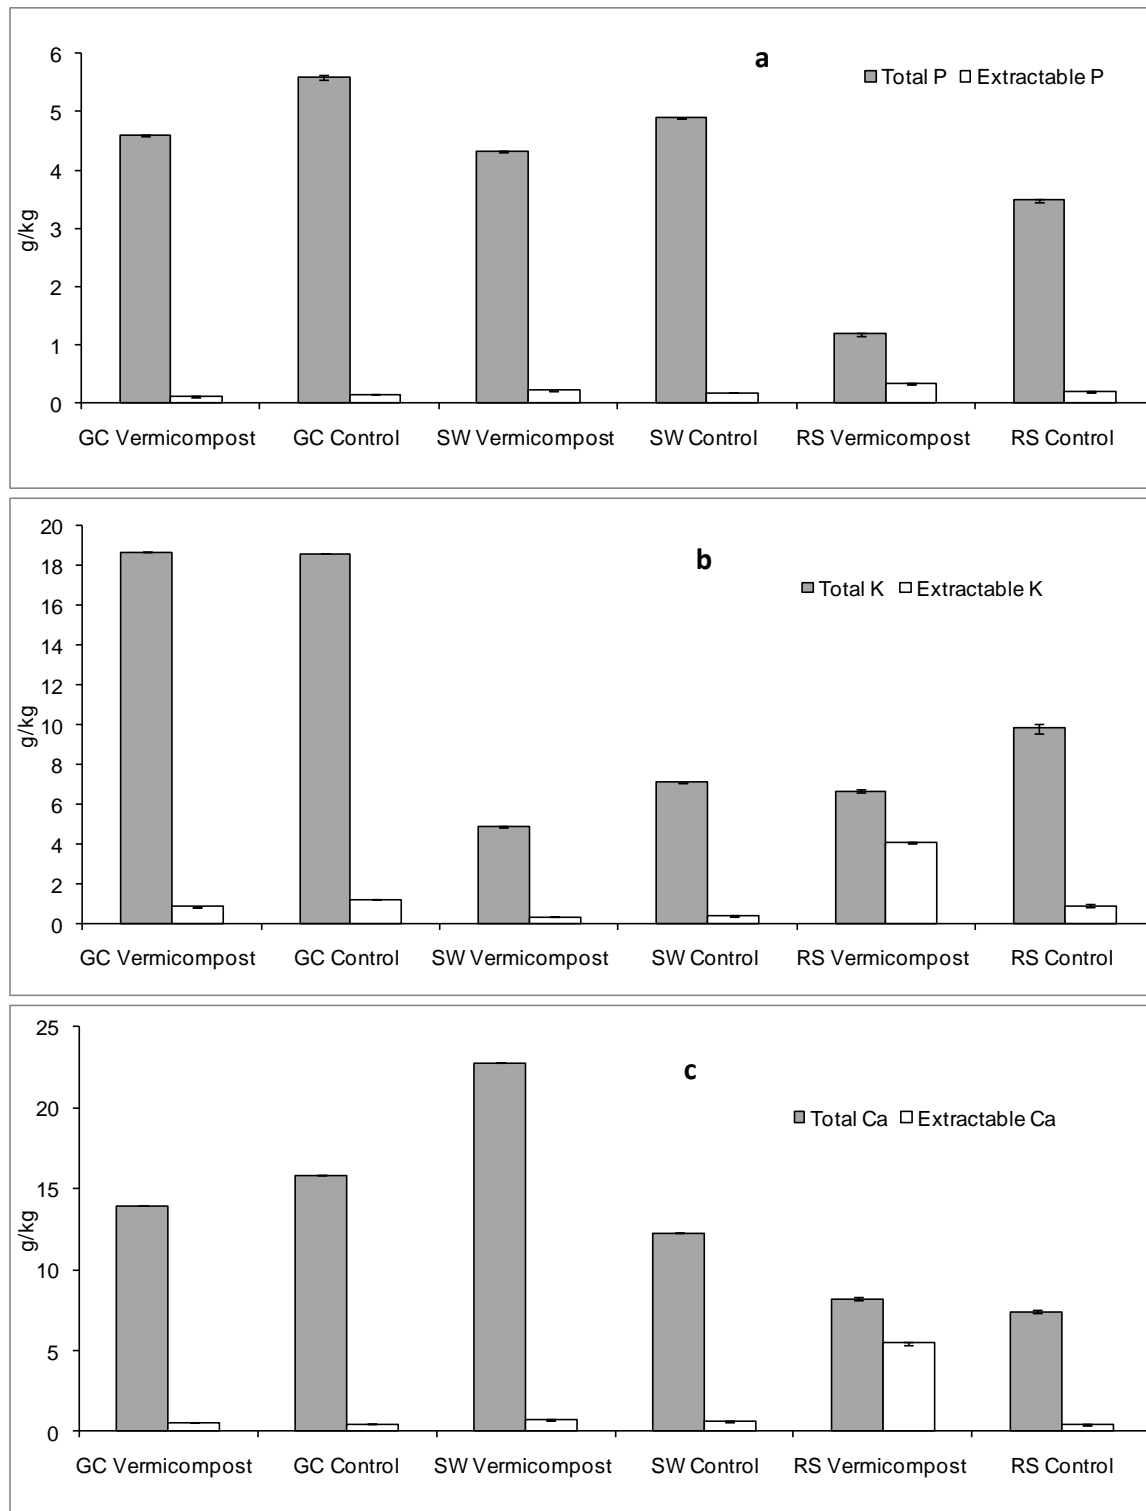 a
Total P Extractable P
6
5
4
3
2
1
0
g/kg
GC Vermicompost GC Control SW Vermicompost SW Control RS Vermicompost RS Control
b
Total K Extractable K
20
18
16
14
12
10
8
6
4
2
0
g/kg
GC Vermicompost GC Control SW Vermicompost SW Control RS Vermicompost RS Control
c
Total Ca Extractable Ca
25
20
15
10
5
0
g/kg
GC Vermicompost GC Control SW Vermicompost SW Control RS Vermicompost RS Control